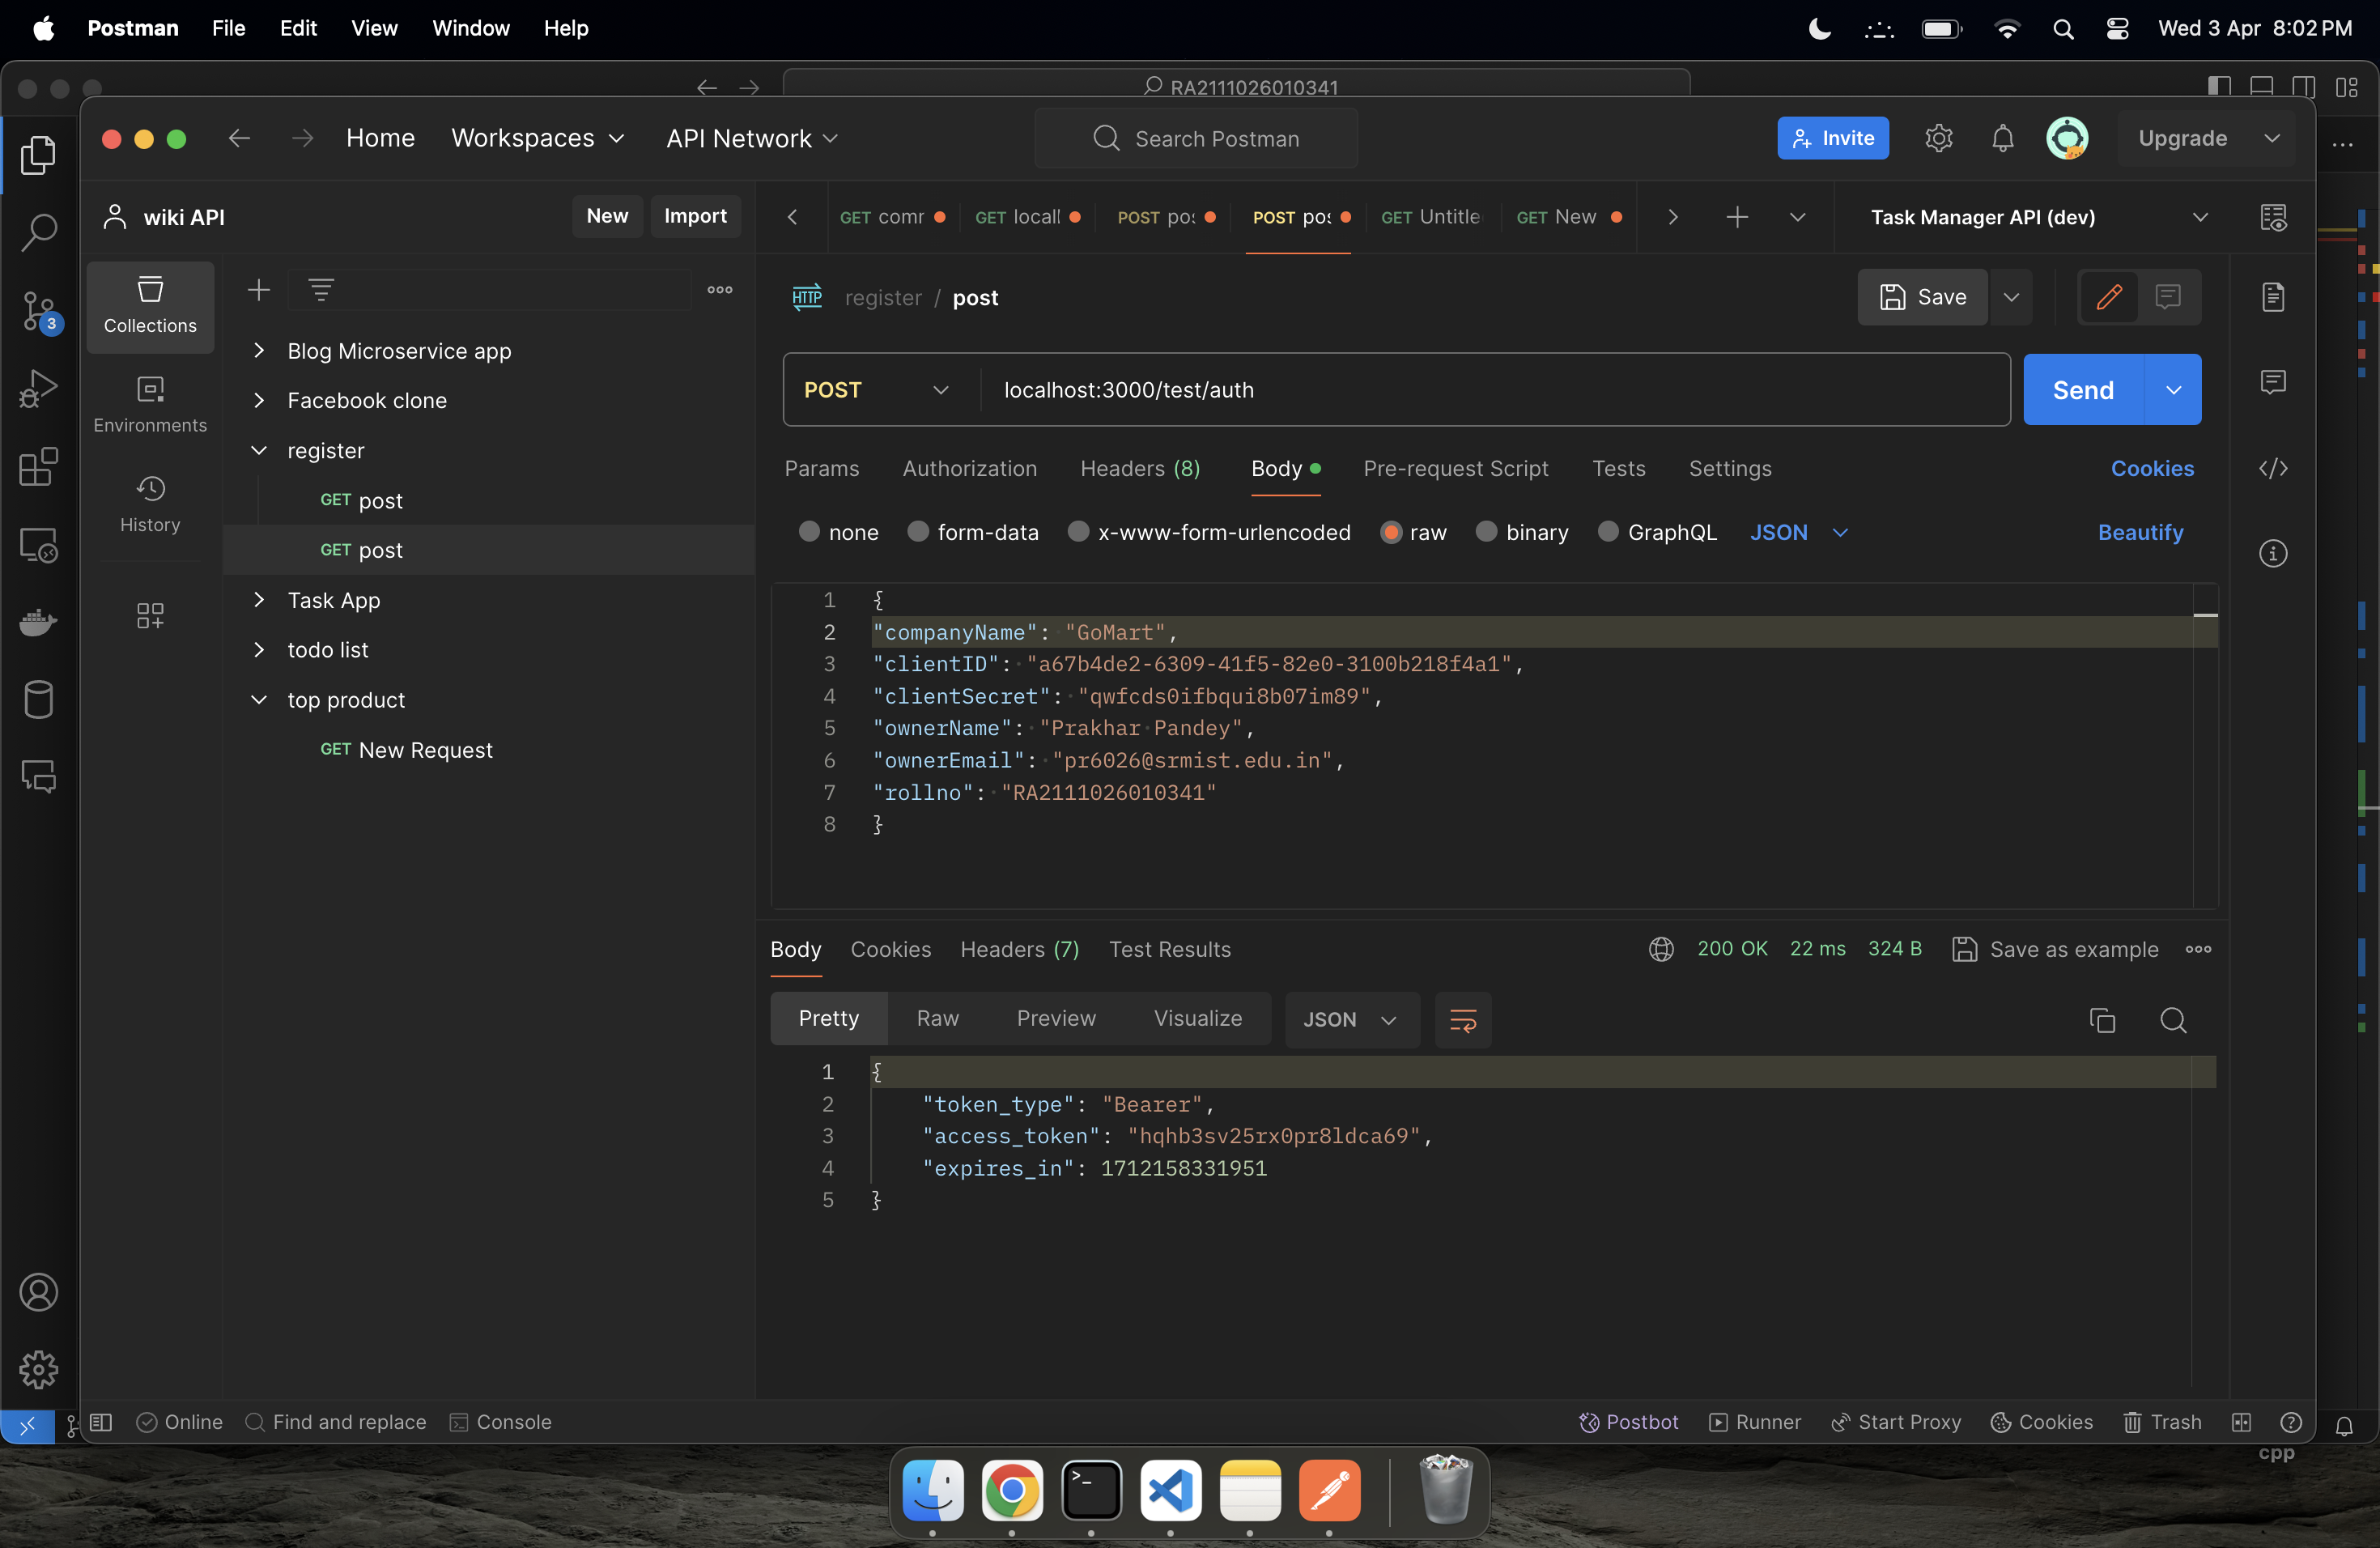 Postman File Edit View Window Help Wed 3 Apr 8:02 PM
RA2111026010341
Home Workspaces API Network Search Postman Invite Upgrade
wiki API New Import GET comr GET locall POST pos POST pos GET Untitle GET New Task Manager API (dev)
Collections
Environments
History
3
Blog Microservice app
Facebook clone
register
GET post
GET post
Task App
todo list
top product
GET New Request
HTTP register / post Save
POST localhost:3000/test/auth Send
Params Authorization Headers (8) Body Pre-request Script Tests Settings Cookies
none form-data x-www-form-urlencoded raw binary GraphQL JSON Beautify
1 {
2 "companyName": "GoMart",
3 "clientID": "a67b4de2-6309-41f5-82e0-3100b218f4a1",
4 "clientSecret": "qwfcds0ifbqui8b07im89",
5 "ownerName": "Prakhar Pandey",
6 "ownerEmail": "pr6026@srmist.edu.in",
7 "rollno": "RA2111026010341"
8 }
Body Cookies Headers (7) Test Results 200 OK 22 ms 324 B Save as example
Pretty Raw Preview Visualize JSON
1 {
2 "token_type": "Bearer",
3 "access_token": "hqhb3sv25rx0pr8ldca69",
4 "expires_in": 1712158331951
5 }
Online Find and replace Console Postbot Runner Start Proxy Cookies Trash
cpp